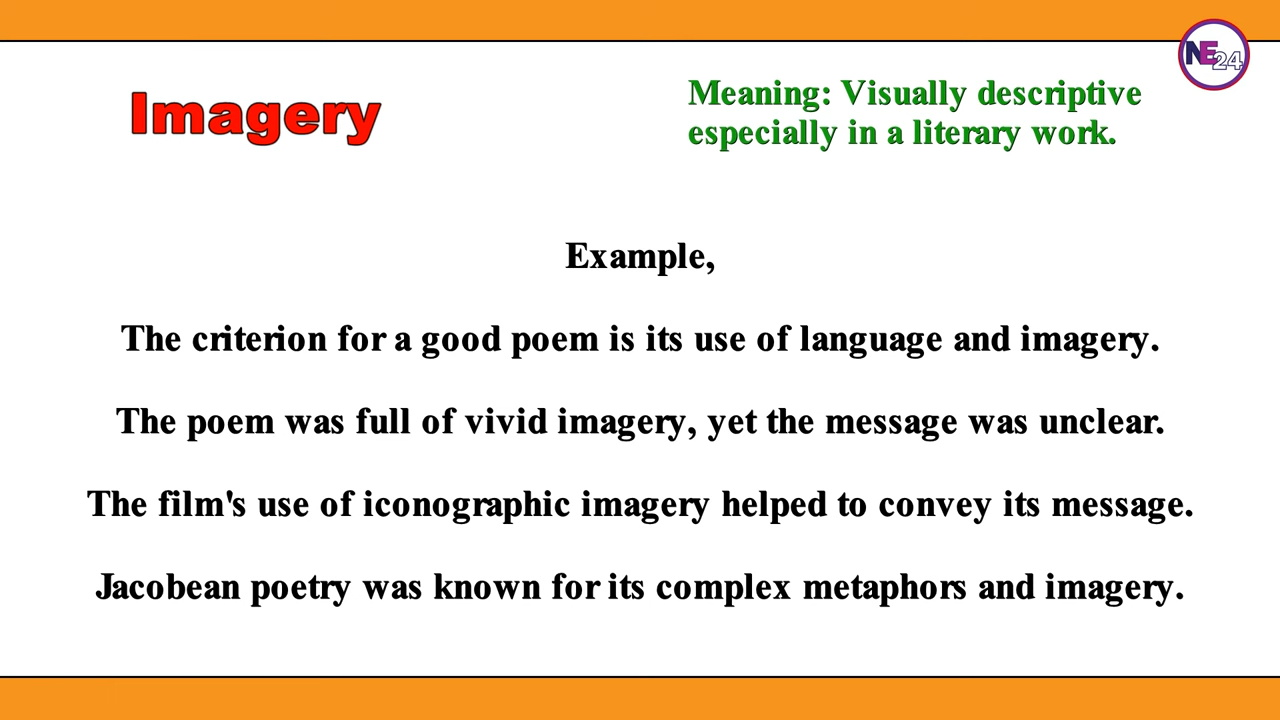 NE24
Imagery
Meaning: Visually descriptive
especially in a literary work.
Example,
The criterion for a good poem is its use of language and imagery.
The poem was full of vivid imagery, yet the message was unclear.
The film's use of iconographic imagery helped to convey its message.
Jacobean poetry was known for its complex metaphors and imagery.